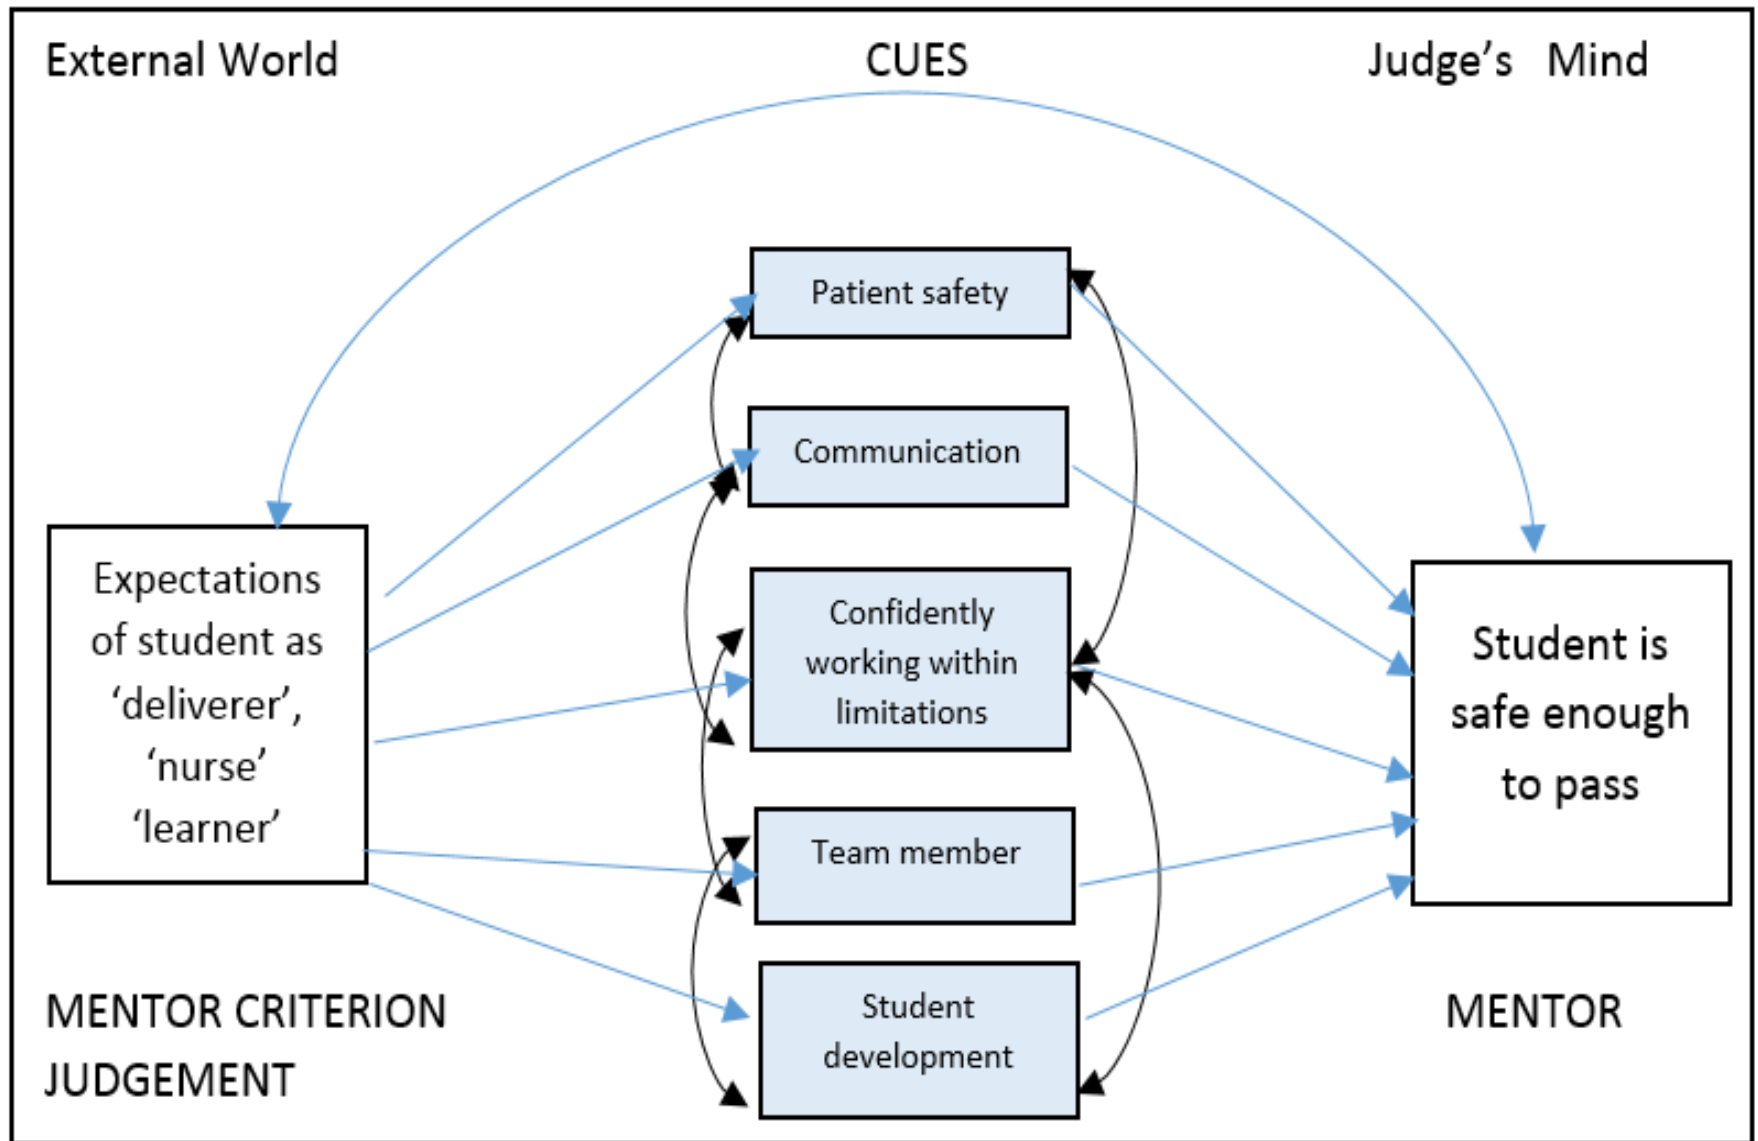 External World
CUES
Judge's Mind
Patient safety
Communication
Confidently
working within
limitations
Team member
Student
development
Expectations
of student as
‘deliverer’,
‘nurse’
‘learner’
Student is
safe enough
to pass
MENTOR CRITERION
JUDGEMENT
MENTOR